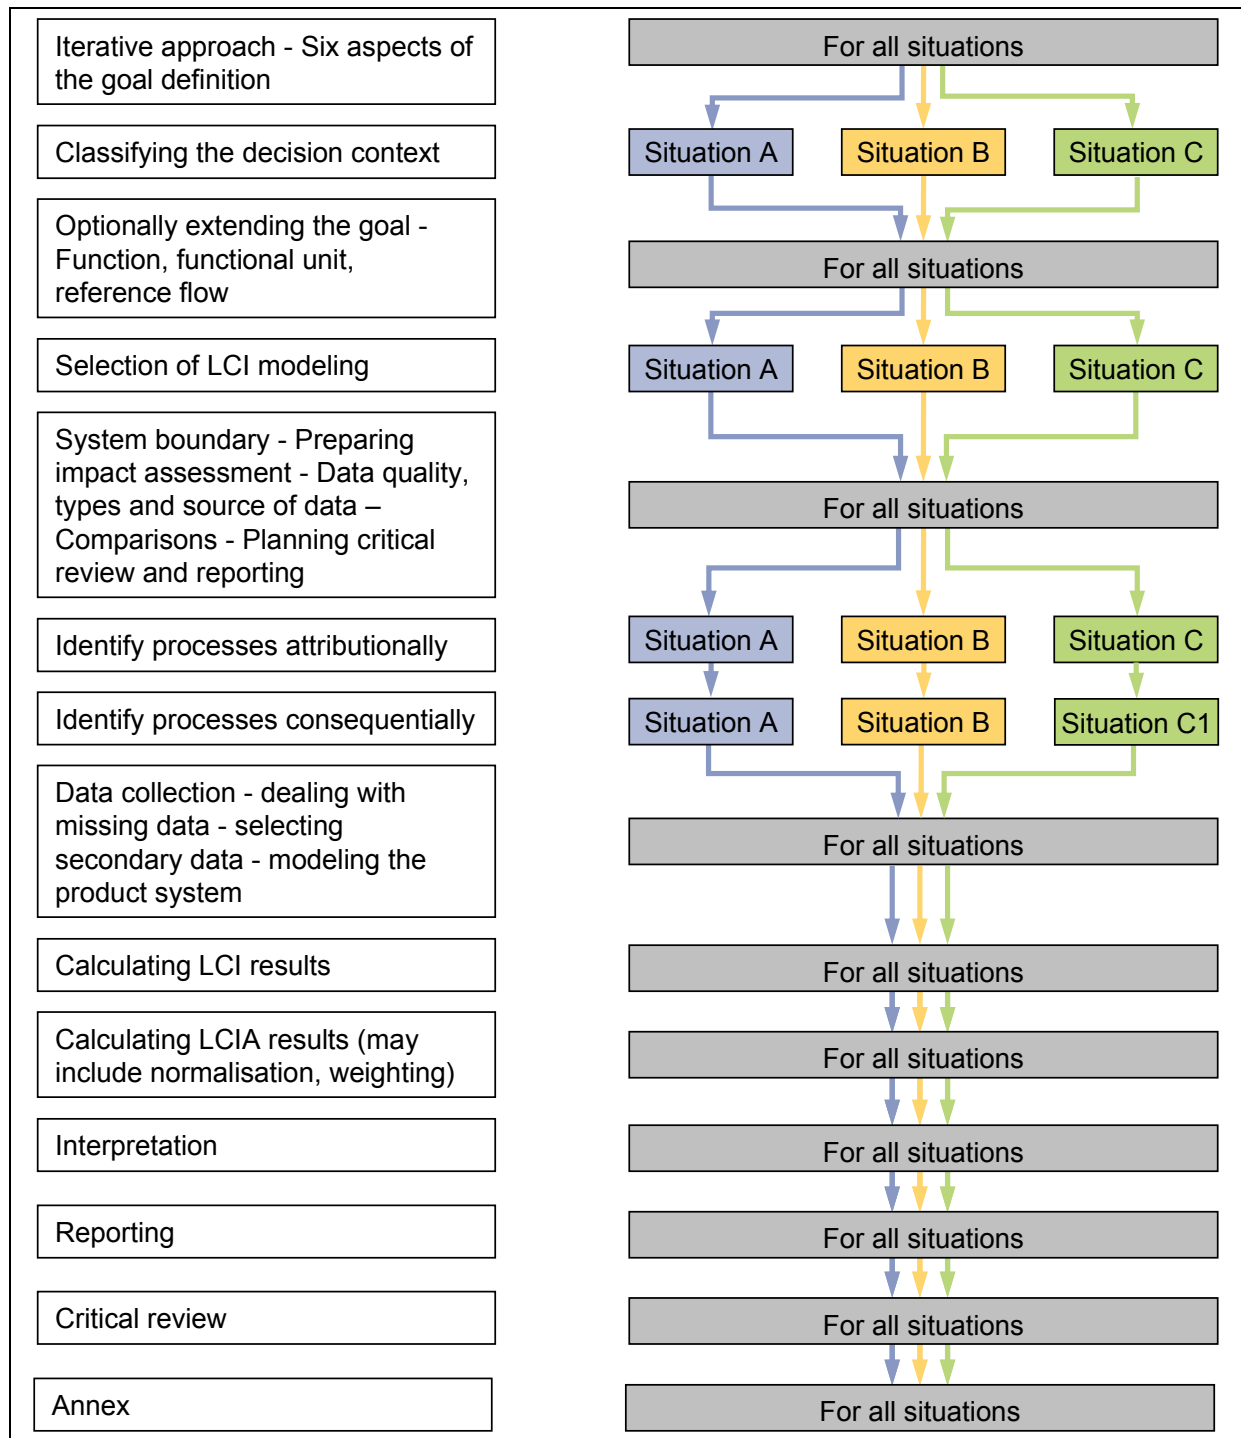 Iterative approach - Six aspects of
the goal definition
For all situations
Classifying the decision context
Situation A
Situation B
Situation C
Optionally extending the goal -
Function, functional unit,
reference flow
For all situations
Selection of LCI modeling
Situation A
Situation B
Situation C
System boundary - Preparing
impact assessment - Data quality,
types and source of data –
Comparisons - Planning critical
review and reporting
For all situations
Identify processes attributionally
Situation A
Situation B
Situation C
Identify processes consequentially
Situation A
Situation B
Situation C1
Data collection - dealing with
missing data - selecting
secondary data - modeling the
product system
For all situations
Calculating LCI results
For all situations
Calculating LCIA results (may
include normalisation, weighting)
For all situations
Interpretation
For all situations
Reporting
For all situations
Critical review
For all situations
Annex
For all situations